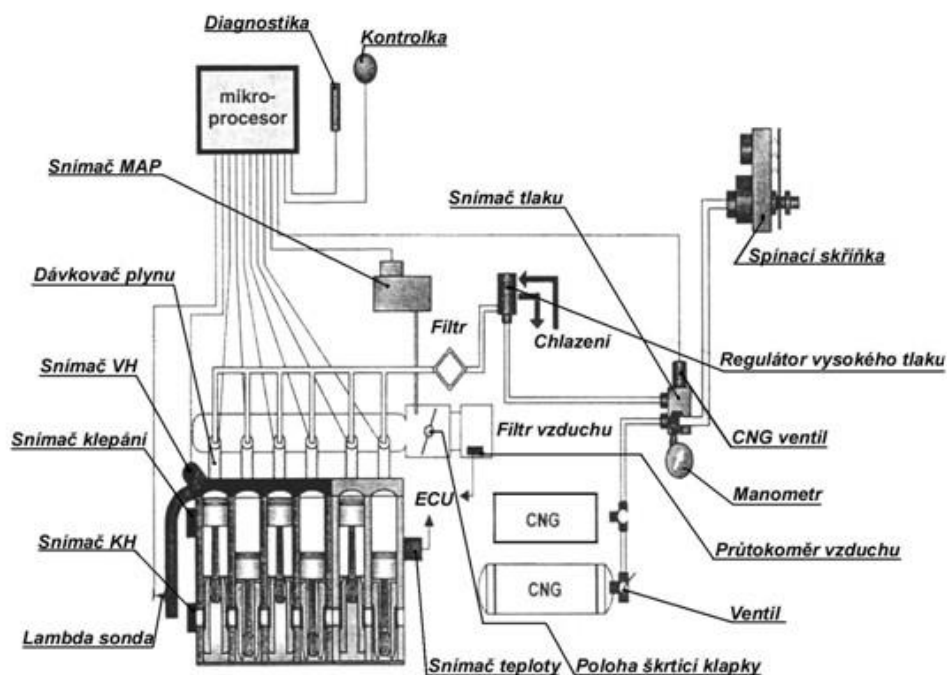 Diagnostika
Kontrolka
mikro-
procesor
Snímač MAP
Snímač tlaku
Spínací skříňka
Dávkovač plynu
Filtr
Chlazení
Regulátor vysokého tlaku
Snímač VH
Filtr vzduchu
Snímač klepání
CNG ventil
ECU
Manometr
CNG
Snímač KH
Průtokoměr vzduchu
CNG
Ventil
Lambda sonda
Snímač teploty
Poloha škrtící klapky